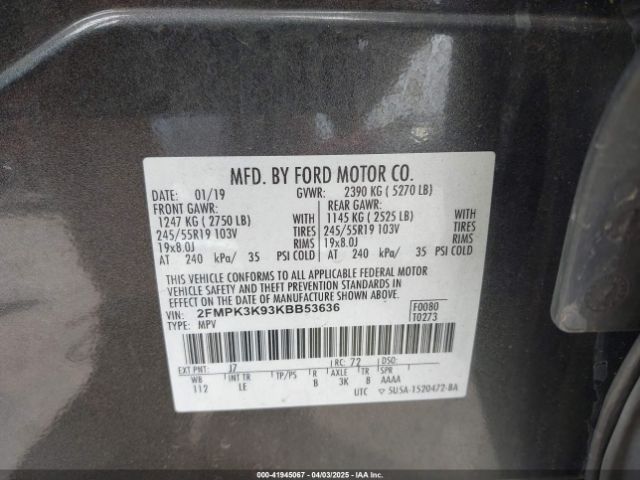 MFD. BY FORD MOTOR CO.
DATE: 01/19 GVWR: 2390 KG ( 5270 LB)
FRONT GAWR: REAR GAWR:
1247 KG ( 2750 LB) WITH 1145 KG ( 2525 LB) WITH
245/55R19 103V TIRES 245/55R19 103V TIRES
19x8.0J RIMS 19x8.0J RIMS
AT 240 kPa/ 35 PSI COLD AT 240 kPa/ 35 PSI COLD
THIS VEHICLE CONFORMS TO ALL APPLICABLE FEDERAL MOTOR
VEHICLE SAFETY AND THEFT PREVENTION STANDARDS IN
EFFECT ON THE DATE OF MANUFACTURE SHOWN ABOVE.
VIN: 2FMPK3K93KBB53636 F0080
TYPE: MPV T0273
EXT PNT: J7 RC: 72 DSO:
WB INT TR TP/PS R AXLE TR SPR
112 LE B 3K B AAAA
UTC ▽ 5U5A-1520472-BA
#00-41945067 - 04/03/2025 - IAA Inc.